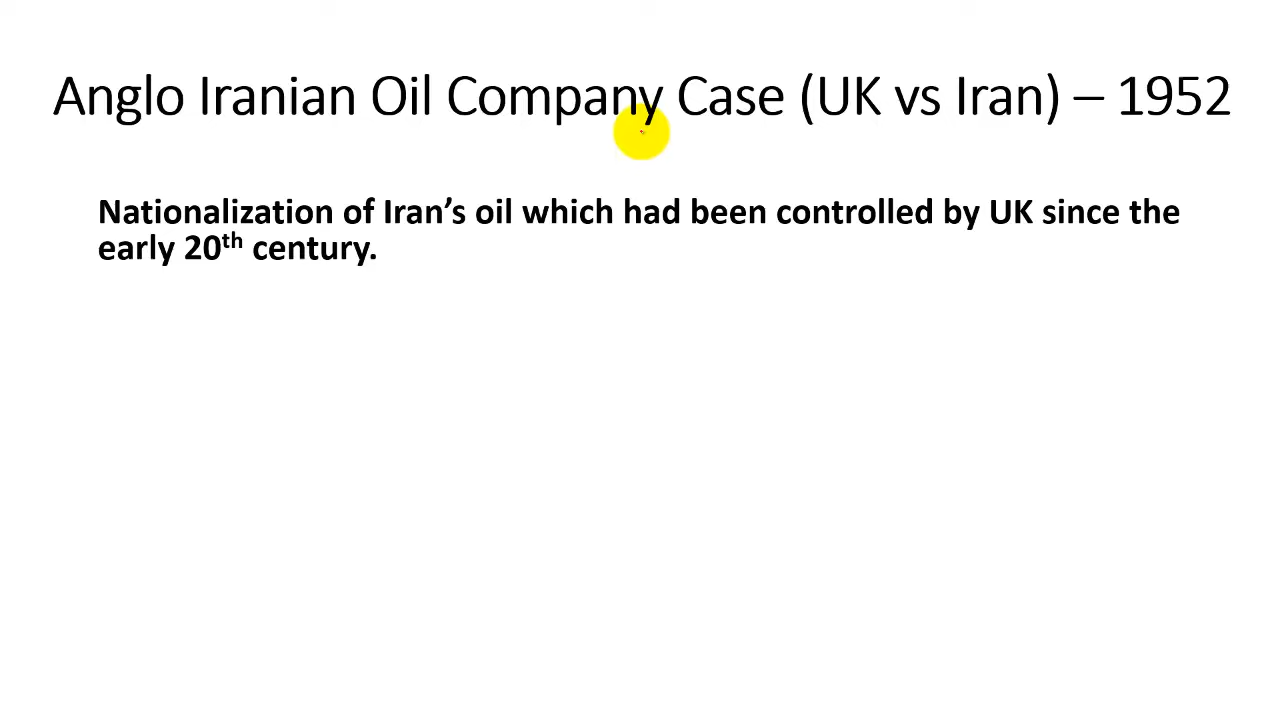 Anglo Iranian Oil Company Case (UK vs Iran) – 1952
Nationalization of Iran’s oil which had been controlled by UK since the
early 20th century.